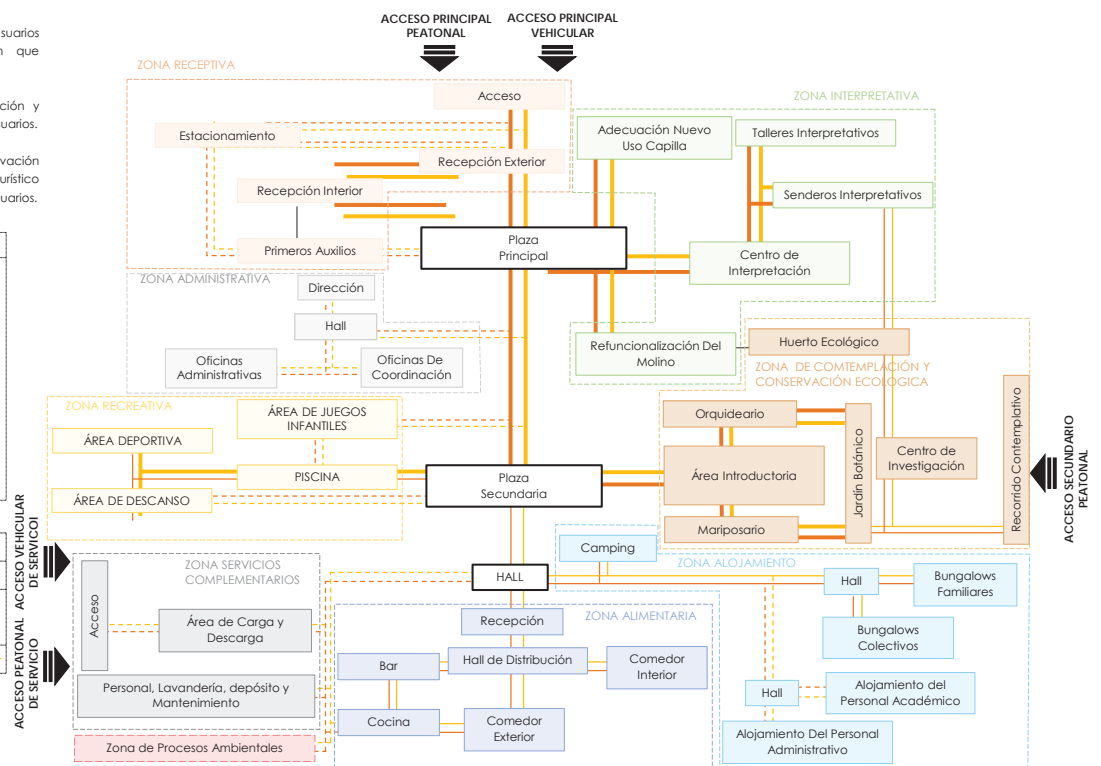 suarios
que
ción y
suarios.
vación
urístico
uarios.
ACCESO PRINCIPAL
PEATONAL
ACCESO PRINCIPAL
VEHICULAR
ZONA RECEPTIVA
Acceso
Estacionamiento
Recepción Exterior
Recepción Interior
Primeros Auxilios
Plaza
Principal
ZONA INTERPRETATIVA
Adecuación Nuevo
Uso Capilla
Talleres Interpretativos
Senderos Interpretativos
Centro de
Interpretación
Refuncionalización Del
Molino
ZONA ADMINISTRATIVA
Dirección
Hall
Oficinas
Administrativas
Oficinas De
Coordinación
Huerto Ecológico
ZONA DE COMTEMPLACIÓN Y
CONSERVACIÓN ECOLOGICA
Orquideario
Área Introductoria
Mariposario
Jardín Botánico
Centro de
Investigación
Recorrido Contemplativo
ACCESO SECUNDARIO
PEATONAL
ZONA RECREATIVA
ÁREA DE JUEGOS
INFANTILES
ÁREA DEPORTIVA
PISCINA
ÁREA DE DESCANSO
Plaza
Secundaria
ACCESO VEHICULAR
DE SERVICOI
ACCESO PEATONAL
DE SERVICIO
ZONA SERVICIOS
COMPLEMENTARIOS
Acceso
Área de Carga y
Descarga
Personal, Lavandería, depósito y
Mantenimiento
Zona de Procesos Ambientales
HALL
ZONA ALIMENTARIA
Recepción
Bar
Hall de Distribución
Comedor
Interior
Cocina
Comedor
Exterior
Camping
ZONA ALOJAMIENTO
Hall
Bungalows
Familiares
Bungalows
Colectivos
Hall
Alojamiento del
Personal Académico
Alojamiento Del Personal
Administrativo